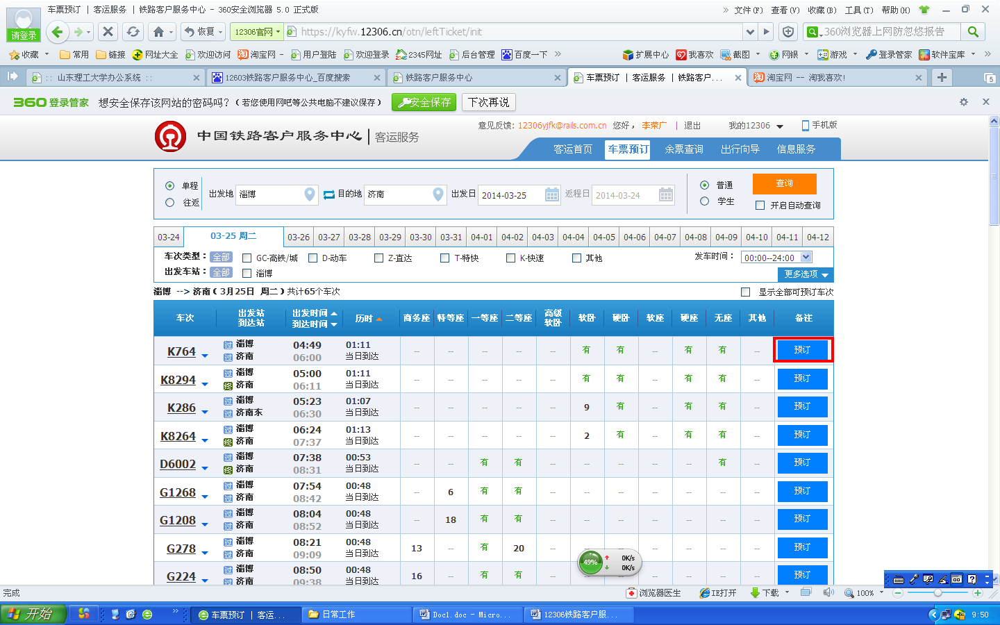 车票预订 | 客运服务 | 铁路客户服务中心 - 360安全浏览器 5.0 正式版
» 文件(F) 查看(V) 收藏(B) 工具(T) 帮助(H)
请登录
恢复
12306官网
https://kyfw.12306.cn/otn/leftTicket/init
360浏览器上网防忽悠报告
收藏 常用 链接 网址大全 欢迎访问 淘宝网 - 用户登陆 欢迎登录 2345网址 后台管理 百度一下 »
扩展中心 我喜欢 截图 网银 游戏 登录管家 软件宝库 »
:: 山东理工大学办公系统 ::
12603铁路客户服务中心_百度搜索
铁路客户服务中心
车票预订 | 客运服务 | 铁路客户...
淘宝网 -- 淘我喜欢!
5
360 登录管家 想安全保存该网站的密码吗？(若您使用网吧等公共电脑不建议保存) 安全保存 下次再说
中国铁路客户服务中心 | 客运服务
意见反馈: 12306yjfk@rails.com.cn 您好, 李荣广 | 退出 我的12306 手机版
客运首页 车票预订 余票查询 出行向导 信息服务
单程
往返
出发地 淄博 目的地 济南 出发日 2014-03-25 返程日 2014-03-24
普通
学生
查询
开启自动查询
03-24 03-25 周二 03-26 03-27 03-28 03-29 03-30 03-31 04-01 04-02 04-03 04-04 04-05 04-06 04-07 04-08 04-09 04-10 04-11 04-12
车次类型： 全部 GC-高铁/城 D-动车 Z-直达 T-特快 K-快速 其他 发车时间： 00:00--24:00
出发车站： 全部 淄博 更多选项
淄博 --> 济南 (3月25日 周二) 共计65个车次 显示全部可预订车次
车次 出发站 到达站 出发时间 到达时间 历时 商务座 特等座 一等座 二等座 高级软卧 软卧 硬卧 软座 硬座 无座 其他 备注
K764 过 淄博 04:49 01:11 -- -- -- -- -- 有 有 -- 有 有 -- 预订
过 济南 06:00 当日到达
K8294 过 淄博 05:00 01:11 -- -- -- -- -- 有 有 -- 有 有 -- 预订
终 济南 06:11 当日到达
K286 过 淄博 05:23 01:07 -- -- -- -- -- 9 有 -- 有 有 -- 预订
过 济南东 06:30 当日到达
K8264 过 淄博 06:24 01:13 -- -- -- -- -- 2 有 -- 有 有 -- 预订
终 济南 07:37 当日到达
D6002 过 淄博 07:38 00:53 -- -- 有 有 -- -- -- -- -- 有 -- 预订
终 济南 08:31 当日到达
G1268 过 淄博 07:54 00:48 -- 6 有 有 -- -- -- -- -- -- -- 预订
过 济南 08:42 当日到达
G1208 过 淄博 08:04 00:48 -- 18 有 有 -- -- -- -- -- -- -- 预订
过 济南 08:52 当日到达
G278 过 淄博 08:21 00:48 13 -- 有 20 -- -- -- -- -- -- -- 预订
过 济南 09:09 当日到达
G224 过 淄博 08:50 00:48 16 -- 有 有 -- -- -- -- -- -- -- 预订
过 济南 09:38 当日到达
49% 0K/s
0K/s
完成 浏览器医生 IE打开 下载 100%
开始 » 车票预订 | 客运... 日常工作 Doc1.doc - Micro... 12306铁路客户服... 9:50